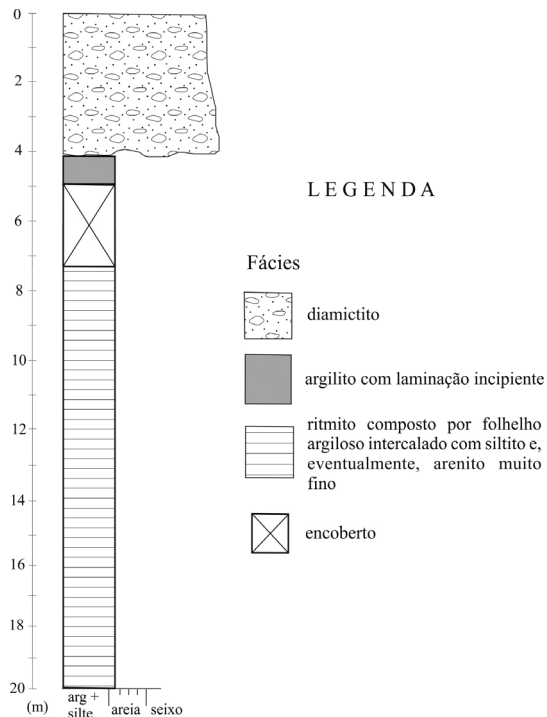 0
2
4
6
8
10
12
14
16
18
20
(m)
arg +
silte
areia
seixo
LEGENDA
Fácies
diamictito
argilito com laminação incipiente
ritmito composto por folhelho
argiloso intercalado com siltito e,
eventualmente, arenito muito
fino
encoberto